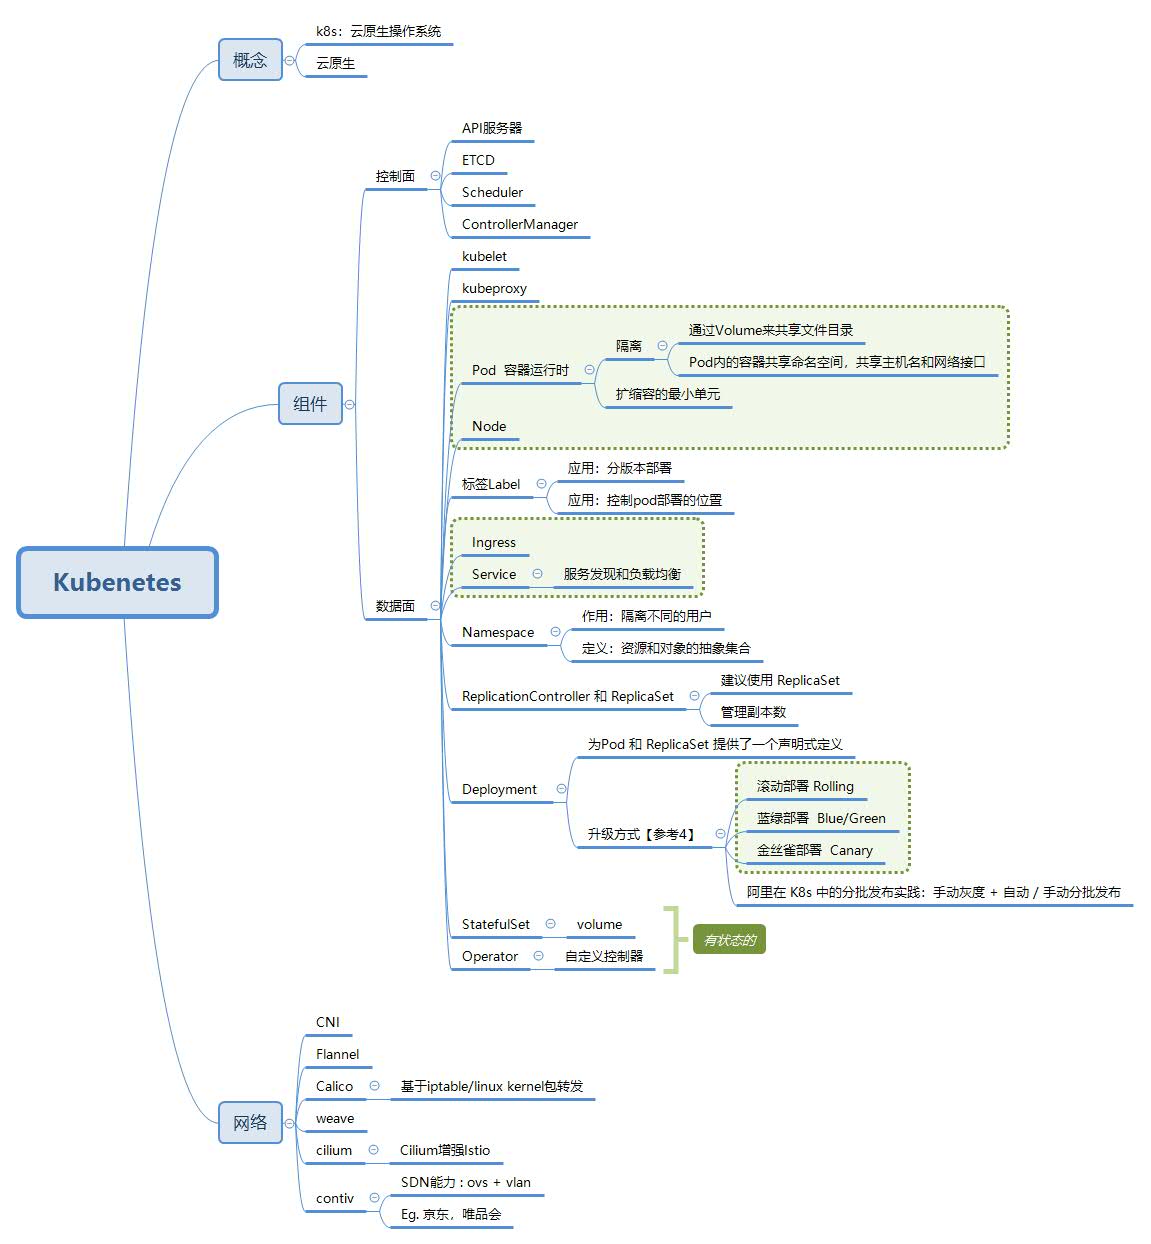 k8s：云原生操作系统
概念
云原生
API服务器
ETCD
控制面
Scheduler
ControllerManager
kubelet
kubeproxy
通过Volume来共享文件目录
隔离
Pod内的容器共享命名空间，共享主机名和网络接口
Pod 容器运行时
扩缩容的最小单元
组件
Node
应用：分版本部署
标签Label
应用：控制pod部署的位置
Ingress
Service
服务发现和负载均衡
Kubenetes
数据面
作用：隔离不同的用户
Namespace
定义：资源和对象的抽象集合
建议使用 ReplicaSet
ReplicationController 和 ReplicaSet
管理副本数
为Pod 和 ReplicaSet 提供了一个声明式定义
Deployment
滚动部署 Rolling
蓝绿部署 Blue/Green
升级方式【参考4】
金丝雀部署 Canary
阿里在 K8s 中的分批发布实践：手动灰度 + 自动 / 手动分批发布
StatefulSet
volume
有状态的
Operator
自定义控制器
CNI
Flannel
Calico
基于iptable/linux kernel包转发
网络
weave
cilium
Cilium增强Istio
SDN能力 : ovs + vlan
contiv
Eg. 京东，唯品会